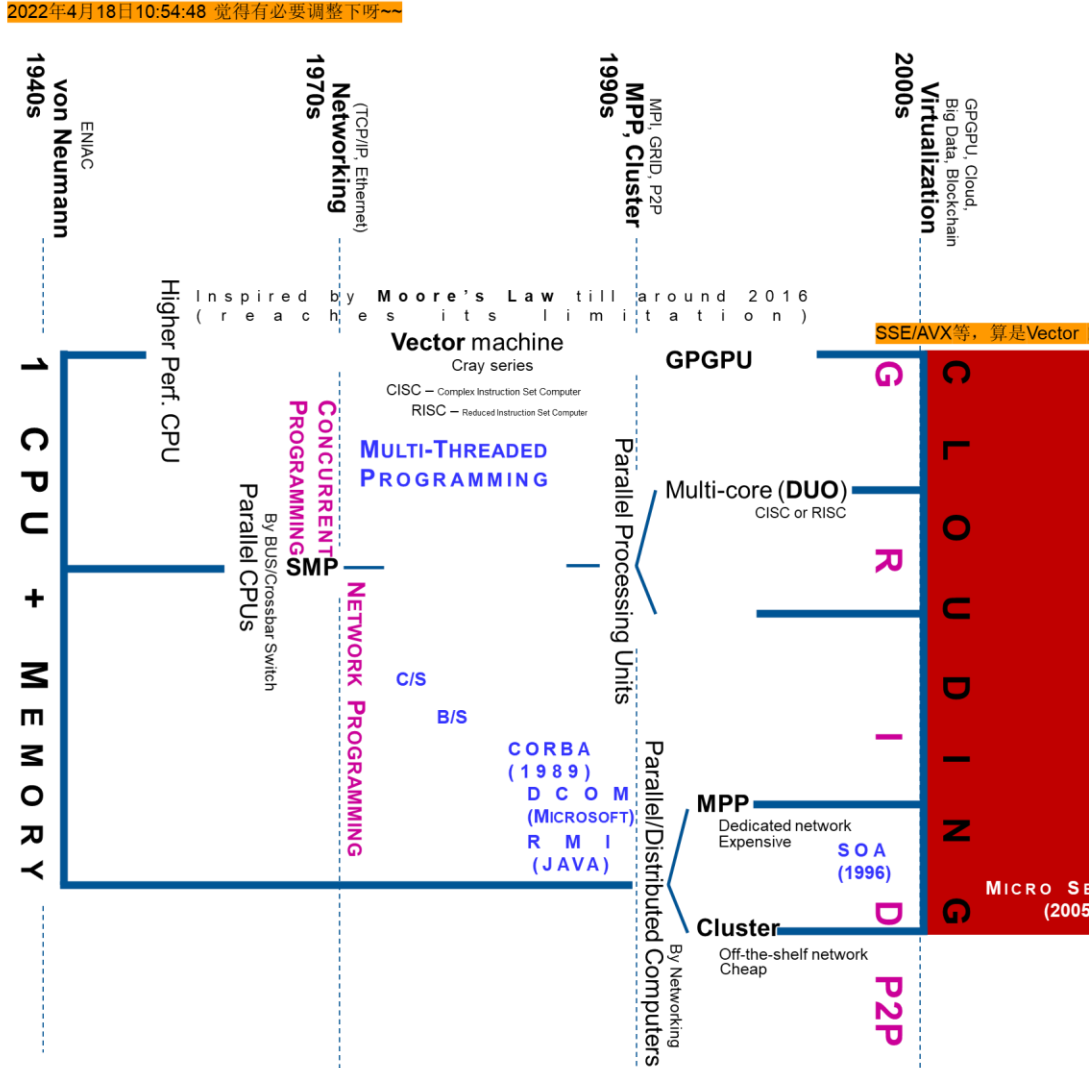 2022年4月18日10:54:48 觉得有必要调整下呀~~
1940s
von Neumann
ENIAC
1970s
Networking
(TCP/IP, Ethernet)
1990s
MPP, Cluster
MPI, GRID, P2P
2000s
Virtualization
GPGPU, Cloud,
Big Data, Blockchain
Inspired by Moore’s Law till around 2016
(reaches its limitation)
SSE/AVX等，算是Vector
1 CPU + MEMORY
Higher Perf. CPU
Vector machine
Cray series
CISC – Complex Instruction Set Computer
RISC – Reduced Instruction Set Computer
GPGPU
CONCURRENT
PROGRAMMING
MULTI-THREADED
PROGRAMMING
Parallel CPUs
By BUS/Crossbar Switch
SMP
Parallel Processing Units
Multi-core (DUO)
CISC or RISC
NETWORK PROGRAMMING
C/S
B/S
CORBA
(1989)
DCOM
(MICROSOFT)
RMI
(JAVA)
Parallel/Distributed Computers
By Networking
MPP
Dedicated network
Expensive
SOA
(1996)
Cluster
Off-the-shelf network
Cheap
GRID
P2P
CLOUDING
MICRO SE
(2005